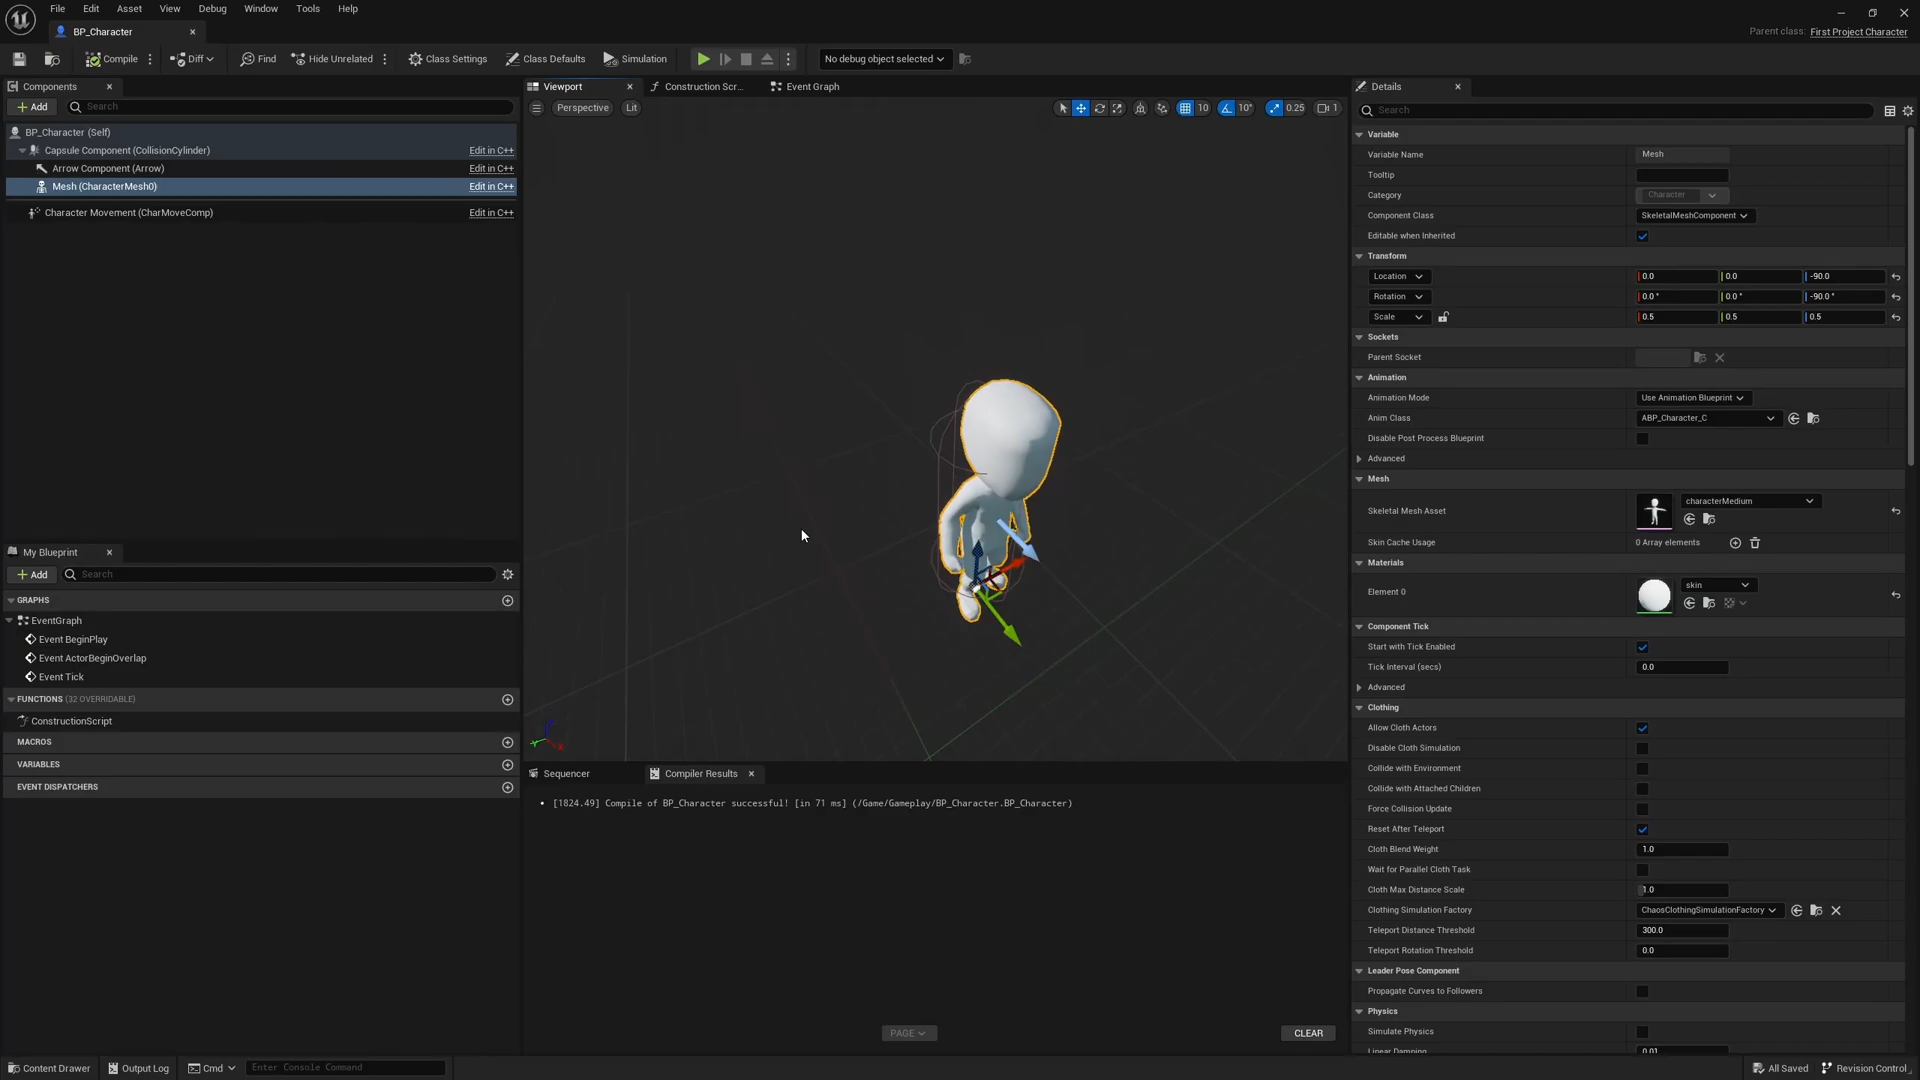 File Edit Asset View Debug Window Tools Help
BP_Character
Parent class: First Project Character
Compile Diff Find Hide Unrelated Class Settings Class Defaults Simulation No debug object selected
Components
Add Search
BP_Character (Self)
Capsule Component (CollisionCylinder) Edit in C++
Arrow Component (Arrow) Edit in C++
Mesh (CharacterMesh0) Edit in C++
Character Movement (CharMoveComp) Edit in C++
My Blueprint
Add Search
GRAPHS
EventGraph
Event BeginPlay
Event ActorBeginOverlap
Event Tick
FUNCTIONS (32 OVERRIDABLE)
ConstructionScript
MACROS
VARIABLES
EVENT DISPATCHERS
Viewport Construction Scr... Event Graph
Perspective Lit 10 10° 0.25 1
Sequencer Compiler Results
[1824.49] Compile of BP_Character successful! [in 71 ms] (/Game/Gameplay/BP_Character.BP_Character)
PAGE CLEAR
Details
Search
Variable
Variable Name Mesh
Tooltip
Category Character
Component Class SkeletalMeshComponent
Editable when Inherited
Transform
Location 0.0 0.0 -90.0
Rotation 0.0 ° 0.0 ° -90.0 °
Scale 0.5 0.5 0.5
Sockets
Parent Socket
Animation
Animation Mode Use Animation Blueprint
Anim Class ABP_Character_C
Disable Post Process Blueprint
Advanced
Mesh
Skeletal Mesh Asset characterMedium
Skin Cache Usage 0 Array elements
Materials
Element 0 skin
Component Tick
Start with Tick Enabled
Tick Interval (secs) 0.0
Advanced
Clothing
Allow Cloth Actors
Disable Cloth Simulation
Collide with Environment
Collide with Attached Children
Force Collision Update
Reset After Teleport
Cloth Blend Weight 1.0
Wait for Parallel Cloth Task
Cloth Max Distance Scale 1.0
Clothing Simulation Factory ChaosClothingSimulationFactory
Teleport Distance Threshold 300.0
Teleport Rotation Threshold 0.0
Leader Pose Component
Propagate Curves to Followers
Physics
Simulate Physics
Linear Damping 0.01
Content Drawer Output Log Cmd Enter Console Command All Saved Revision Control